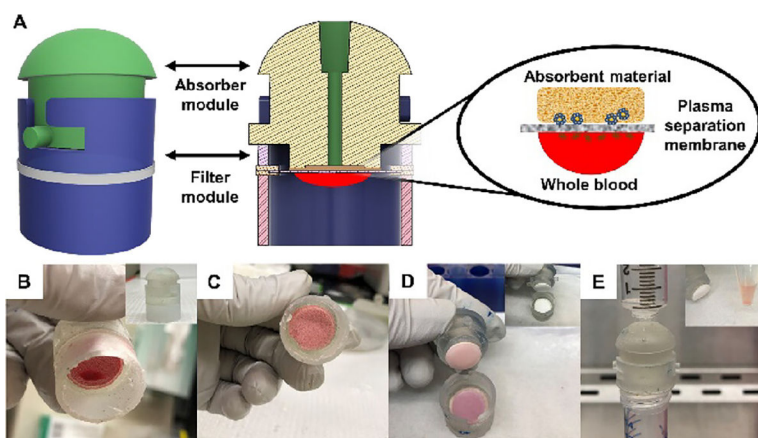 A
Absorber
module
Filter
module
Absorbent material
Plasma
separation
membrane
Whole blood
B
C
D
E